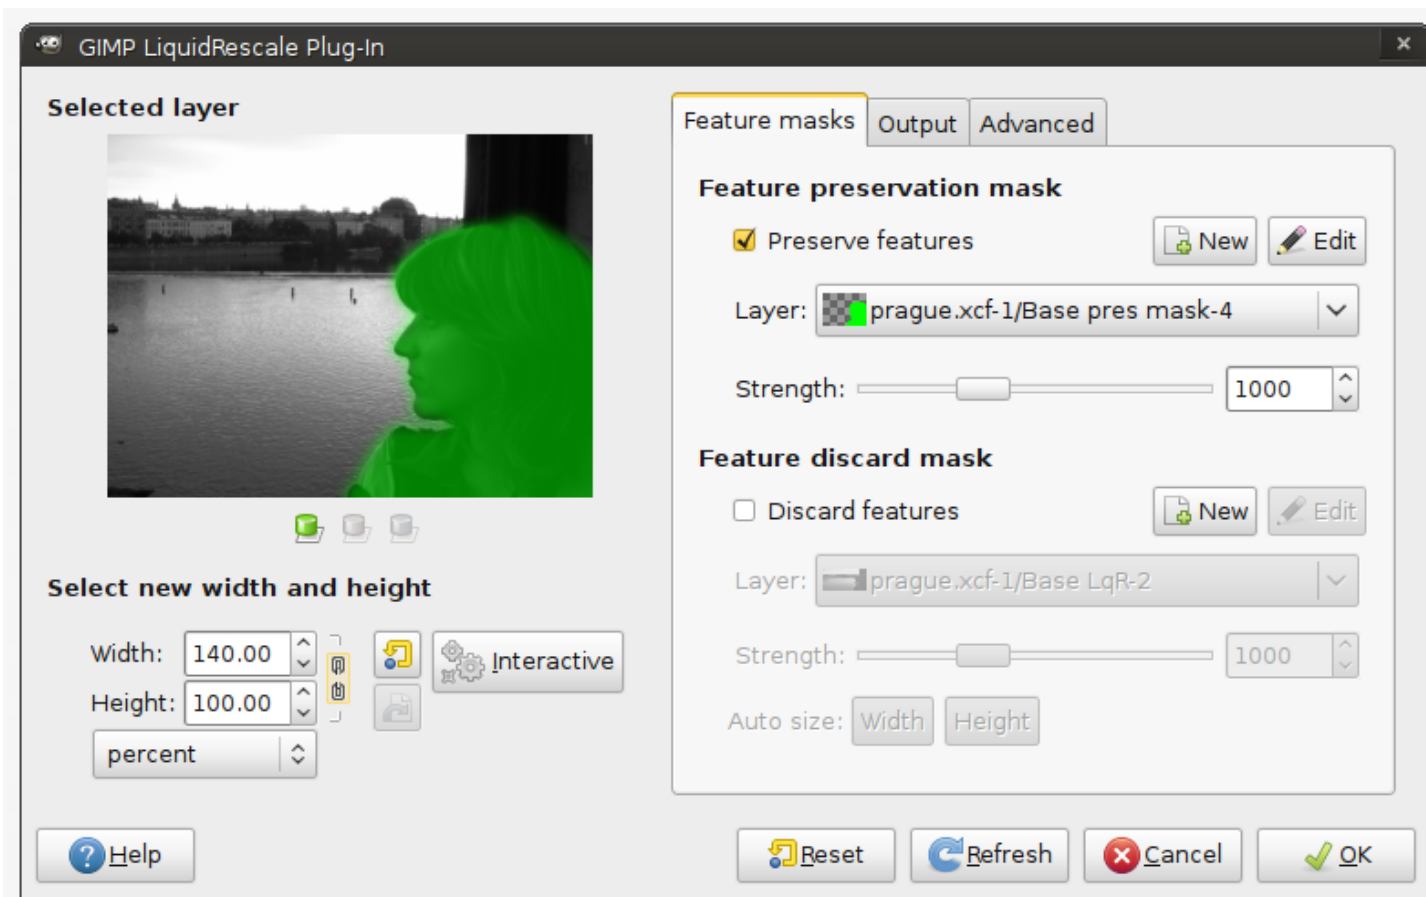 GIMP LiquidRescale Plug-In
Selected layer
Select new width and height
Width: 140.00
Height: 100.00
Interactive
percent
Feature masks Output Advanced
Feature preservation mask
Preserve features New Edit
Layer: prague.xcf-1/Base pres mask-4
Strength: 1000
Feature discard mask
Discard features New Edit
Layer: prague.xcf-1/Base LqR-2
Strength: 1000
Auto size: Width Height
Help Reset Refresh Cancel OK